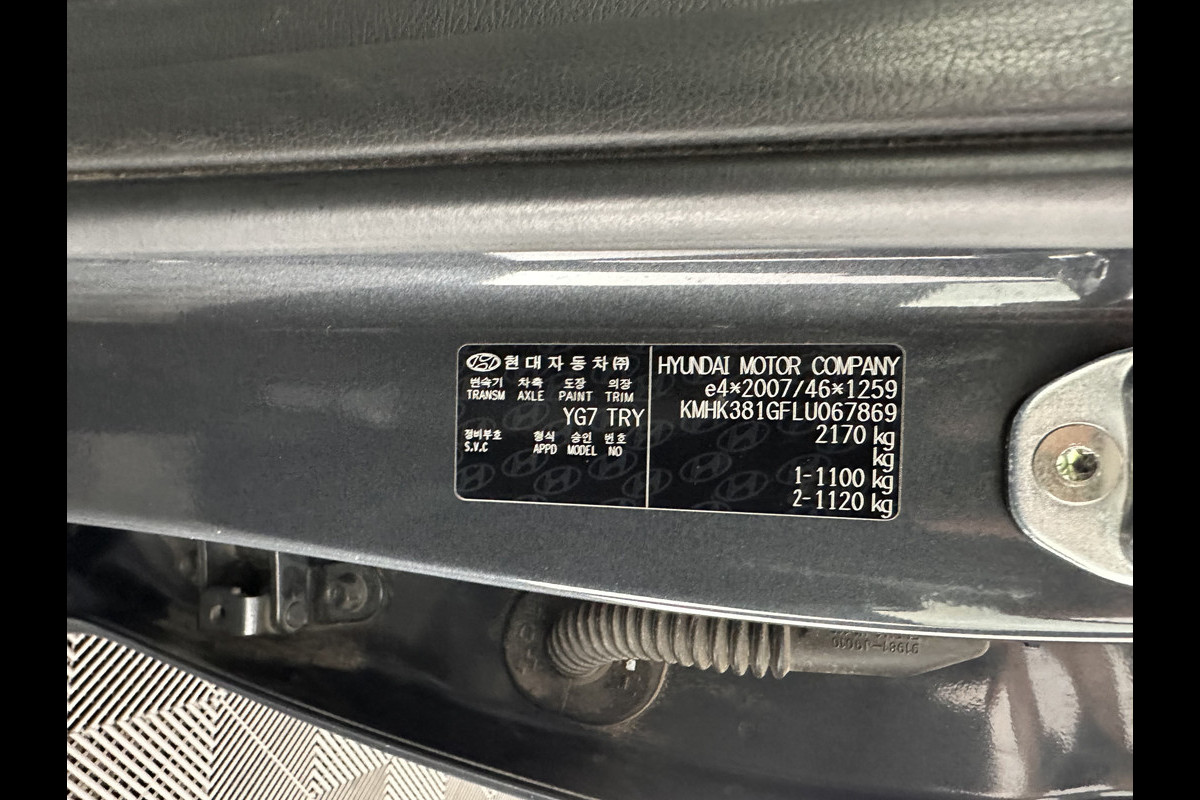 현대자동차㈜
변속기 차축 도장 의장
TRANSM AXLE PAINT TRIM
YG7 TRY
정비부호 형식 승인 번호
S.V.C APPD MODEL NO
HYUNDAI MOTOR COMPANY
e4*2007/46*1259
KMHK381GFLU067869
2170 kg
kg
1-1100 kg
2-1120 kg